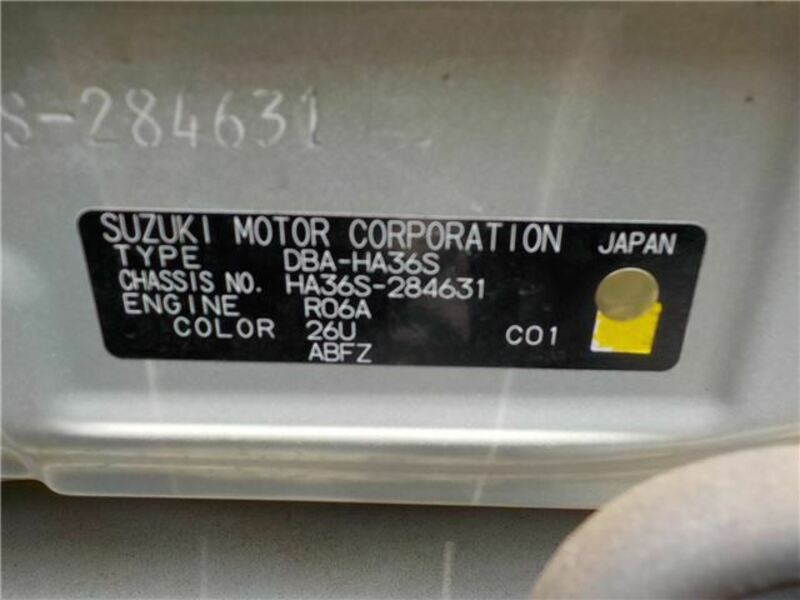 S-284631
SUZUKI MOTOR CORPORATION JAPAN
TYPE DBA-HA36S
CHASSIS NO. HA36S-284631
ENGINE R06A
COLOR 26U C01
ABFZ